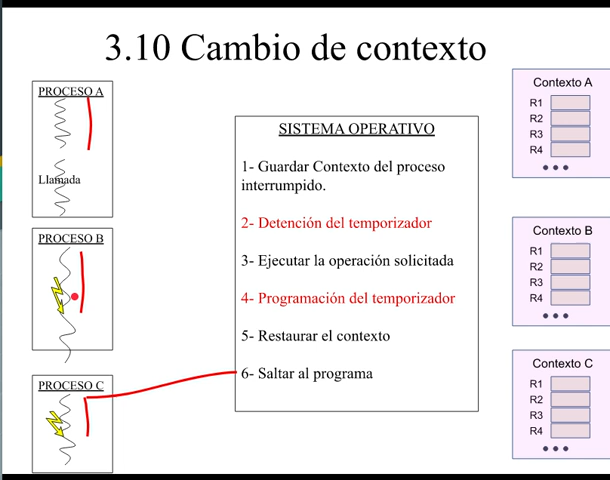 3.10 Cambio de contexto
PROCESO A
Llamada
PROCESO B
PROCESO C
SISTEMA OPERATIVO
1- Guardar Contexto del proceso
interrumpido.
2- Detención del temporizador
3- Ejecutar la operación solicitada
4- Programación del temporizador
5- Restaurar el contexto
6- Saltar al programa
Contexto A
R1
R2
R3
R4
Contexto B
R1
R2
R3
R4
Contexto C
R1
R2
R3
R4